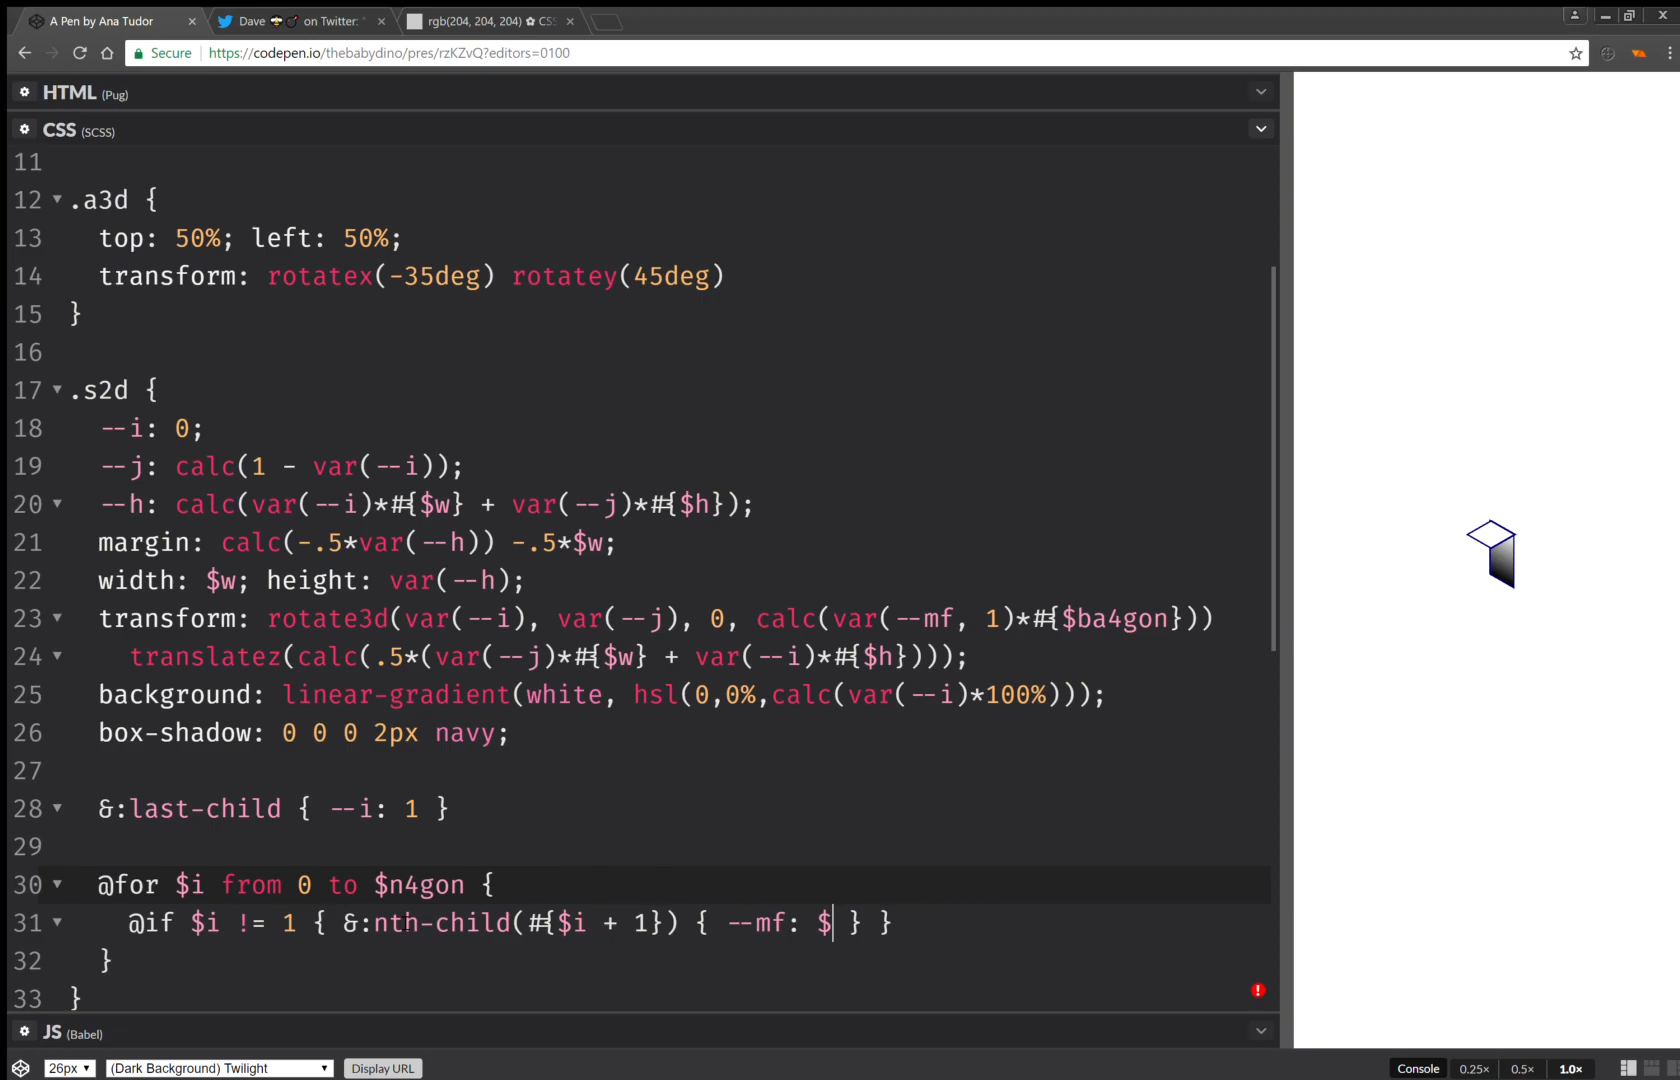 A Pen by Ana Tudor
Dave on Twitter: "
rgb(204, 204, 204) ✿ CSS
Secure
https://codepen.io/thebabydino/pres/rzKZvQ?editors=0100
HTML (Pug)
CSS (SCSS)
11
12 .a3d {
13 top: 50%; left: 50%;
14 transform: rotatex(-35deg) rotatey(45deg)
15 }
16
17 .s2d {
18 --i: 0;
19 --j: calc(1 - var(--i));
20 --h: calc(var(--i)*#{$w} + var(--j)*#{$h});
21 margin: calc(-.5*var(--h)) -.5*$w;
22 width: $w; height: var(--h);
23 transform: rotate3d(var(--i), var(--j), 0, calc(var(--mf, 1)*#{$ba4gon}))
24 translatez(calc(.5*(var(--j)*#{$w} + var(--i)*#{$h})));
25 background: linear-gradient(white, hsl(0,0%,calc(var(--i)*100%)));
26 box-shadow: 0 0 0 2px navy;
27
28 &:last-child { --i: 1 }
29
30 @for $i from 0 to $n4gon {
31 @if $i != 1 { &:nth-child(#{$i + 1}) { --mf: $ } }
32 }
33 }
JS (Babel)
26px
(Dark Background) Twilight
Display URL
Console
0.25×
0.5×
1.0×